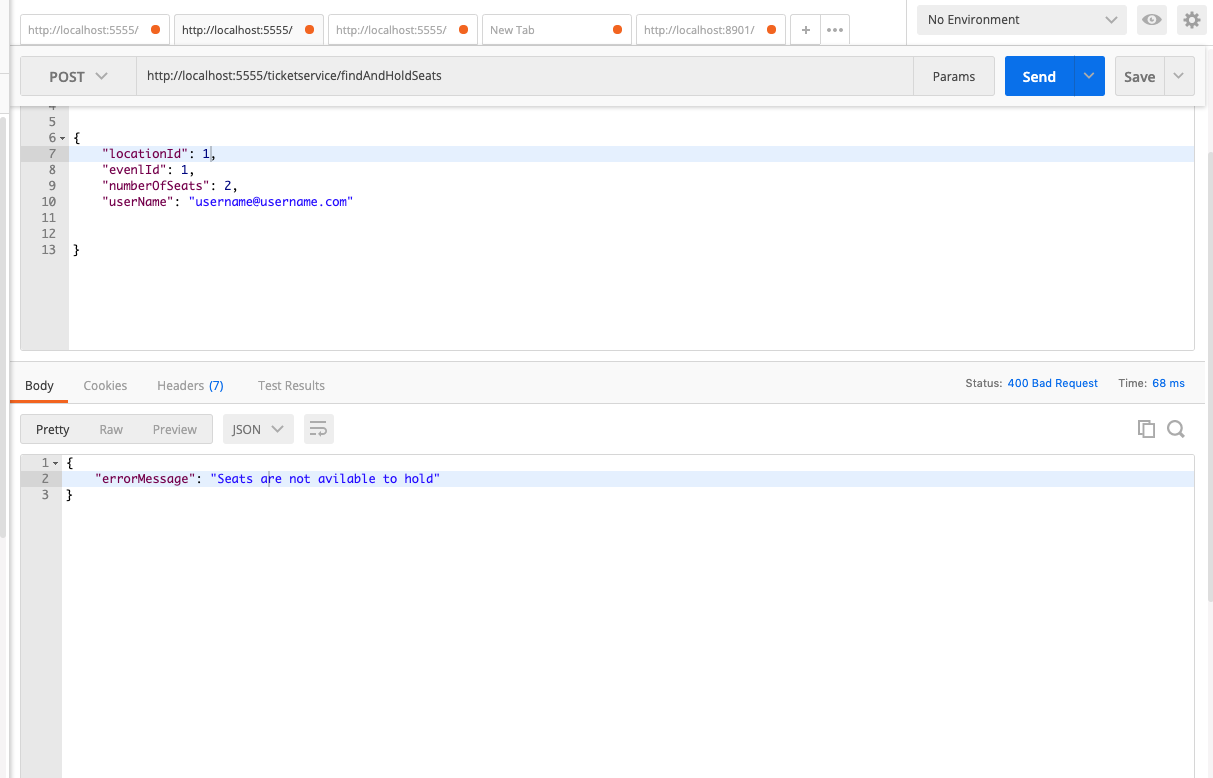 http://localhost:5555/ http://localhost:5555/ http://localhost:5555/ New Tab http://localhost:8901/ + ••• No Environment
POST http://localhost:5555/ticketservice/findAndHoldSeats Params Send Save
4
5
6 {
7 "locationId": 1,
8 "evenlId": 1,
9 "numberOfSeats": 2,
10 "userName": "username@username.com"
11
12
13 }
Body Cookies Headers (7) Test Results Status: 400 Bad Request Time: 68 ms
Pretty Raw Preview JSON
1 {
2 "errorMessage": "Seats are not avilable to hold"
3 }